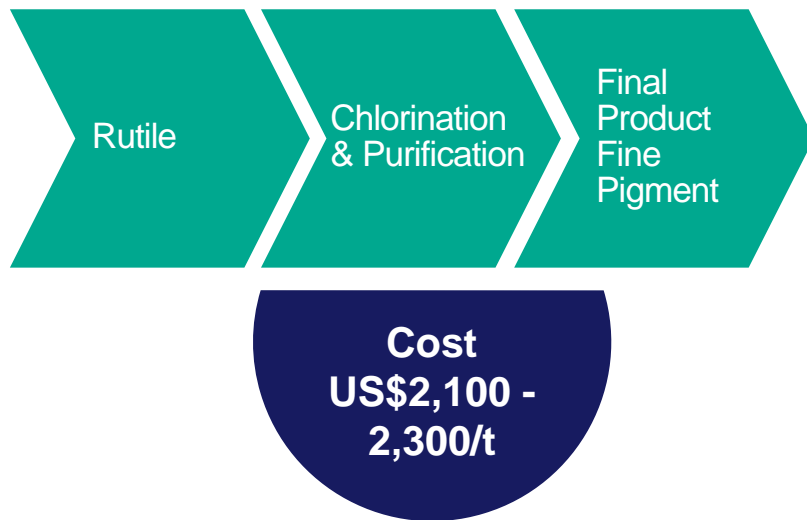 Rutile
Chlorination
& Purification
Final
Product
Fine
Pigment
Cost
US$2,100 -
2,300/t